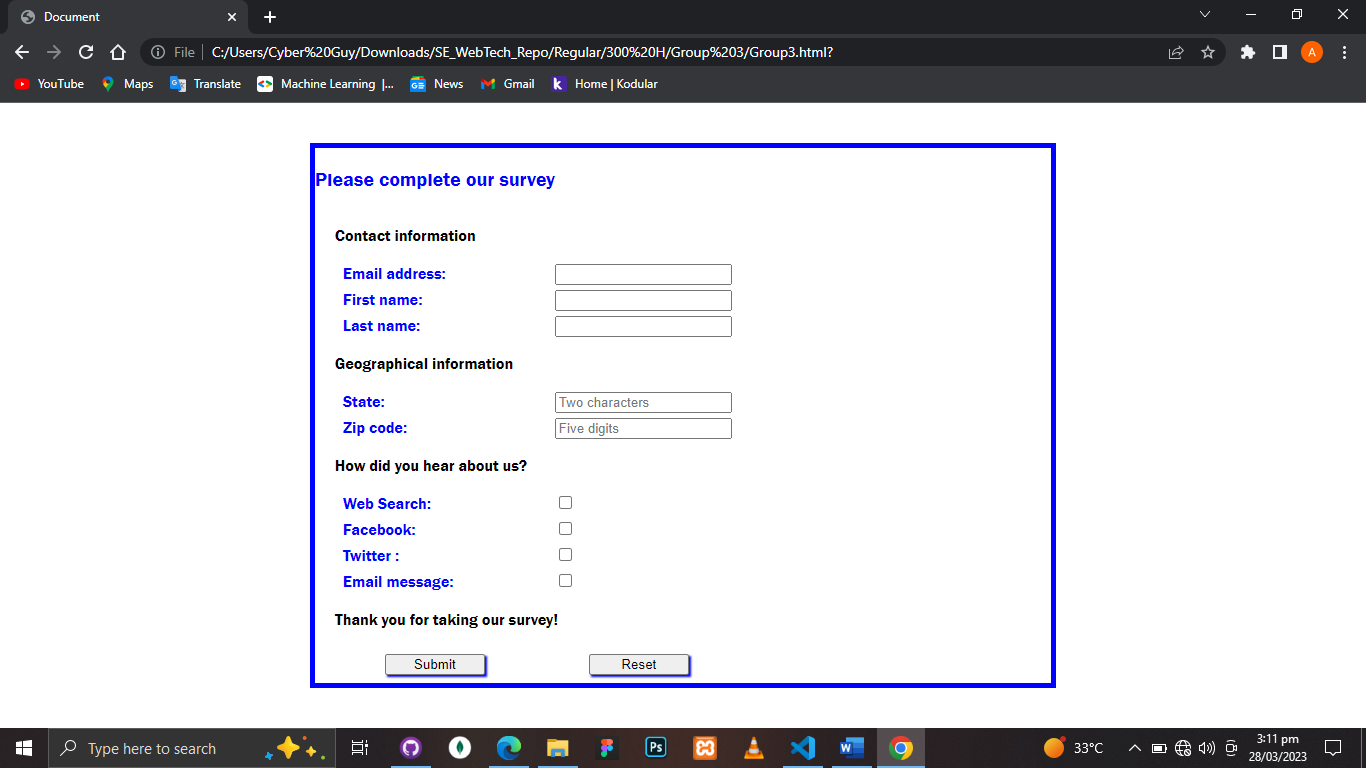 Document
File
C:/Users/Cyber%20Guy/Downloads/SE_WebTech_Repo/Regular/300%20H/Group%203/Group3.html?
A
YouTube Maps Translate Machine Learning |... News Gmail Home | Kodular
Please complete our survey
Contact information
Email address:
First name:
Last name:
Geographical information
State: Two characters
Zip code: Five digits
How did you hear about us?
Web Search:
Facebook:
Twitter :
Email message:
Thank you for taking our survey!
Submit Reset
Type here to search
Ps
33°C
3:11 pm
28/03/2023